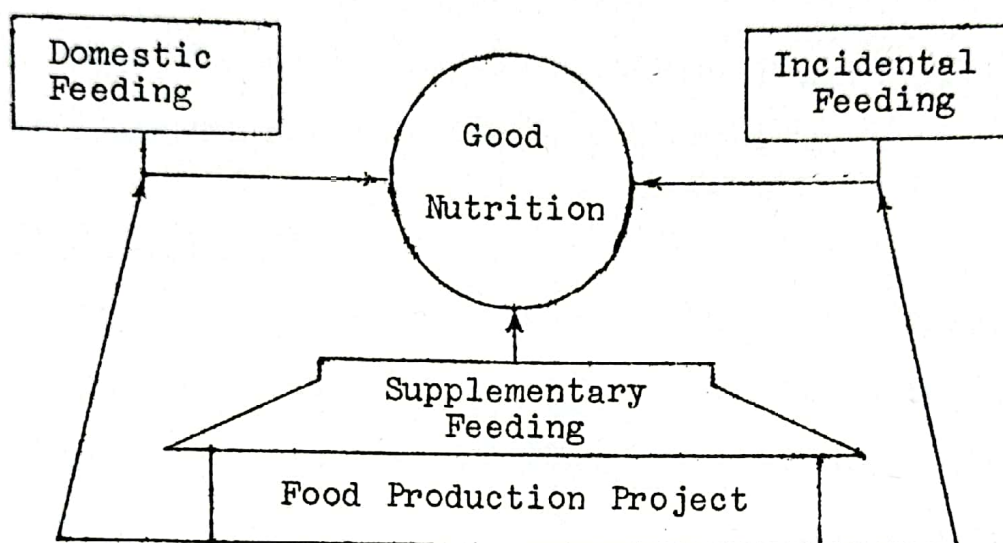 Domestic
Feeding
Incidental
Feeding
Good
Nutrition
Supplementary
Feeding
Food Production Project